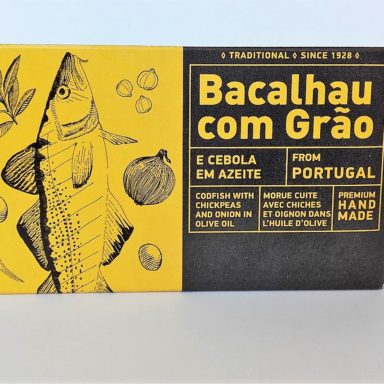 ◊ TRADITIONAL ◊ SINCE 1928 ◊
Bacalhau
com Grão
E CEBOLA
EM AZEITE
FROM
PORTUGAL
CODFISH WITH
CHICKPEAS
AND ONION IN
OLIVE OIL
MORUE CUITE
AVEC CHICHES
ET OIGNON DANS
L'HUILE D'OLIVE
PREMIUM
HAND
MADE